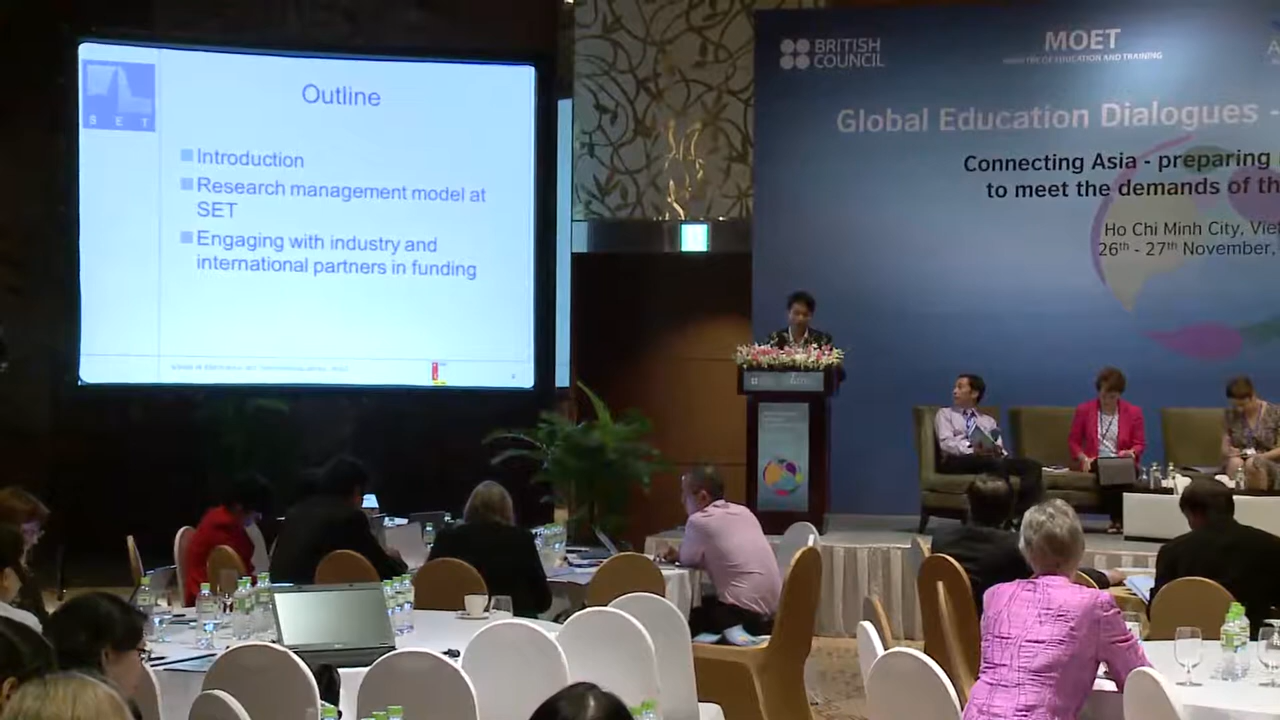 Outline
S E T
Introduction
Research management model at
SET
Engaging with industry and
international partners in funding
BRITISH
COUNCIL
MOET
MINISTRY OF EDUCATION AND TRAINING
Global Education Dialogues -
Connecting Asia - preparing
to meet the demands of th
Ho Chi Minh City, Viet
26th - 27th November,